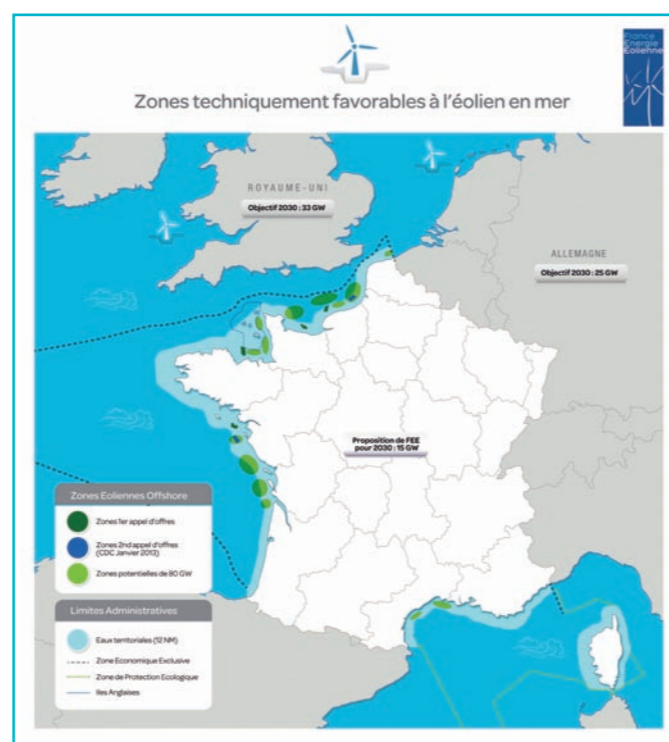 France
Energie
Eolienne
Zones techniquement favorables à l'éolien en mer
ROYAUME-UNI
Objectif 2030 : 33 GW
ALLEMAGNE
Objectif 2030 : 25 GW
Proposition de FEE
pour 2030 : 15 GW
Zones Eoliennes Offshore
Zones 1er appel d'offres
Zones 2nd appel d'offres
(CDC Janvier 2013)
Zones potentielles de 80 GW
Limites Administratives
Eaux territoriales (12 NM)
Zone Economique Exclusive
Zone de Protection Ecologique
Iles Anglaises